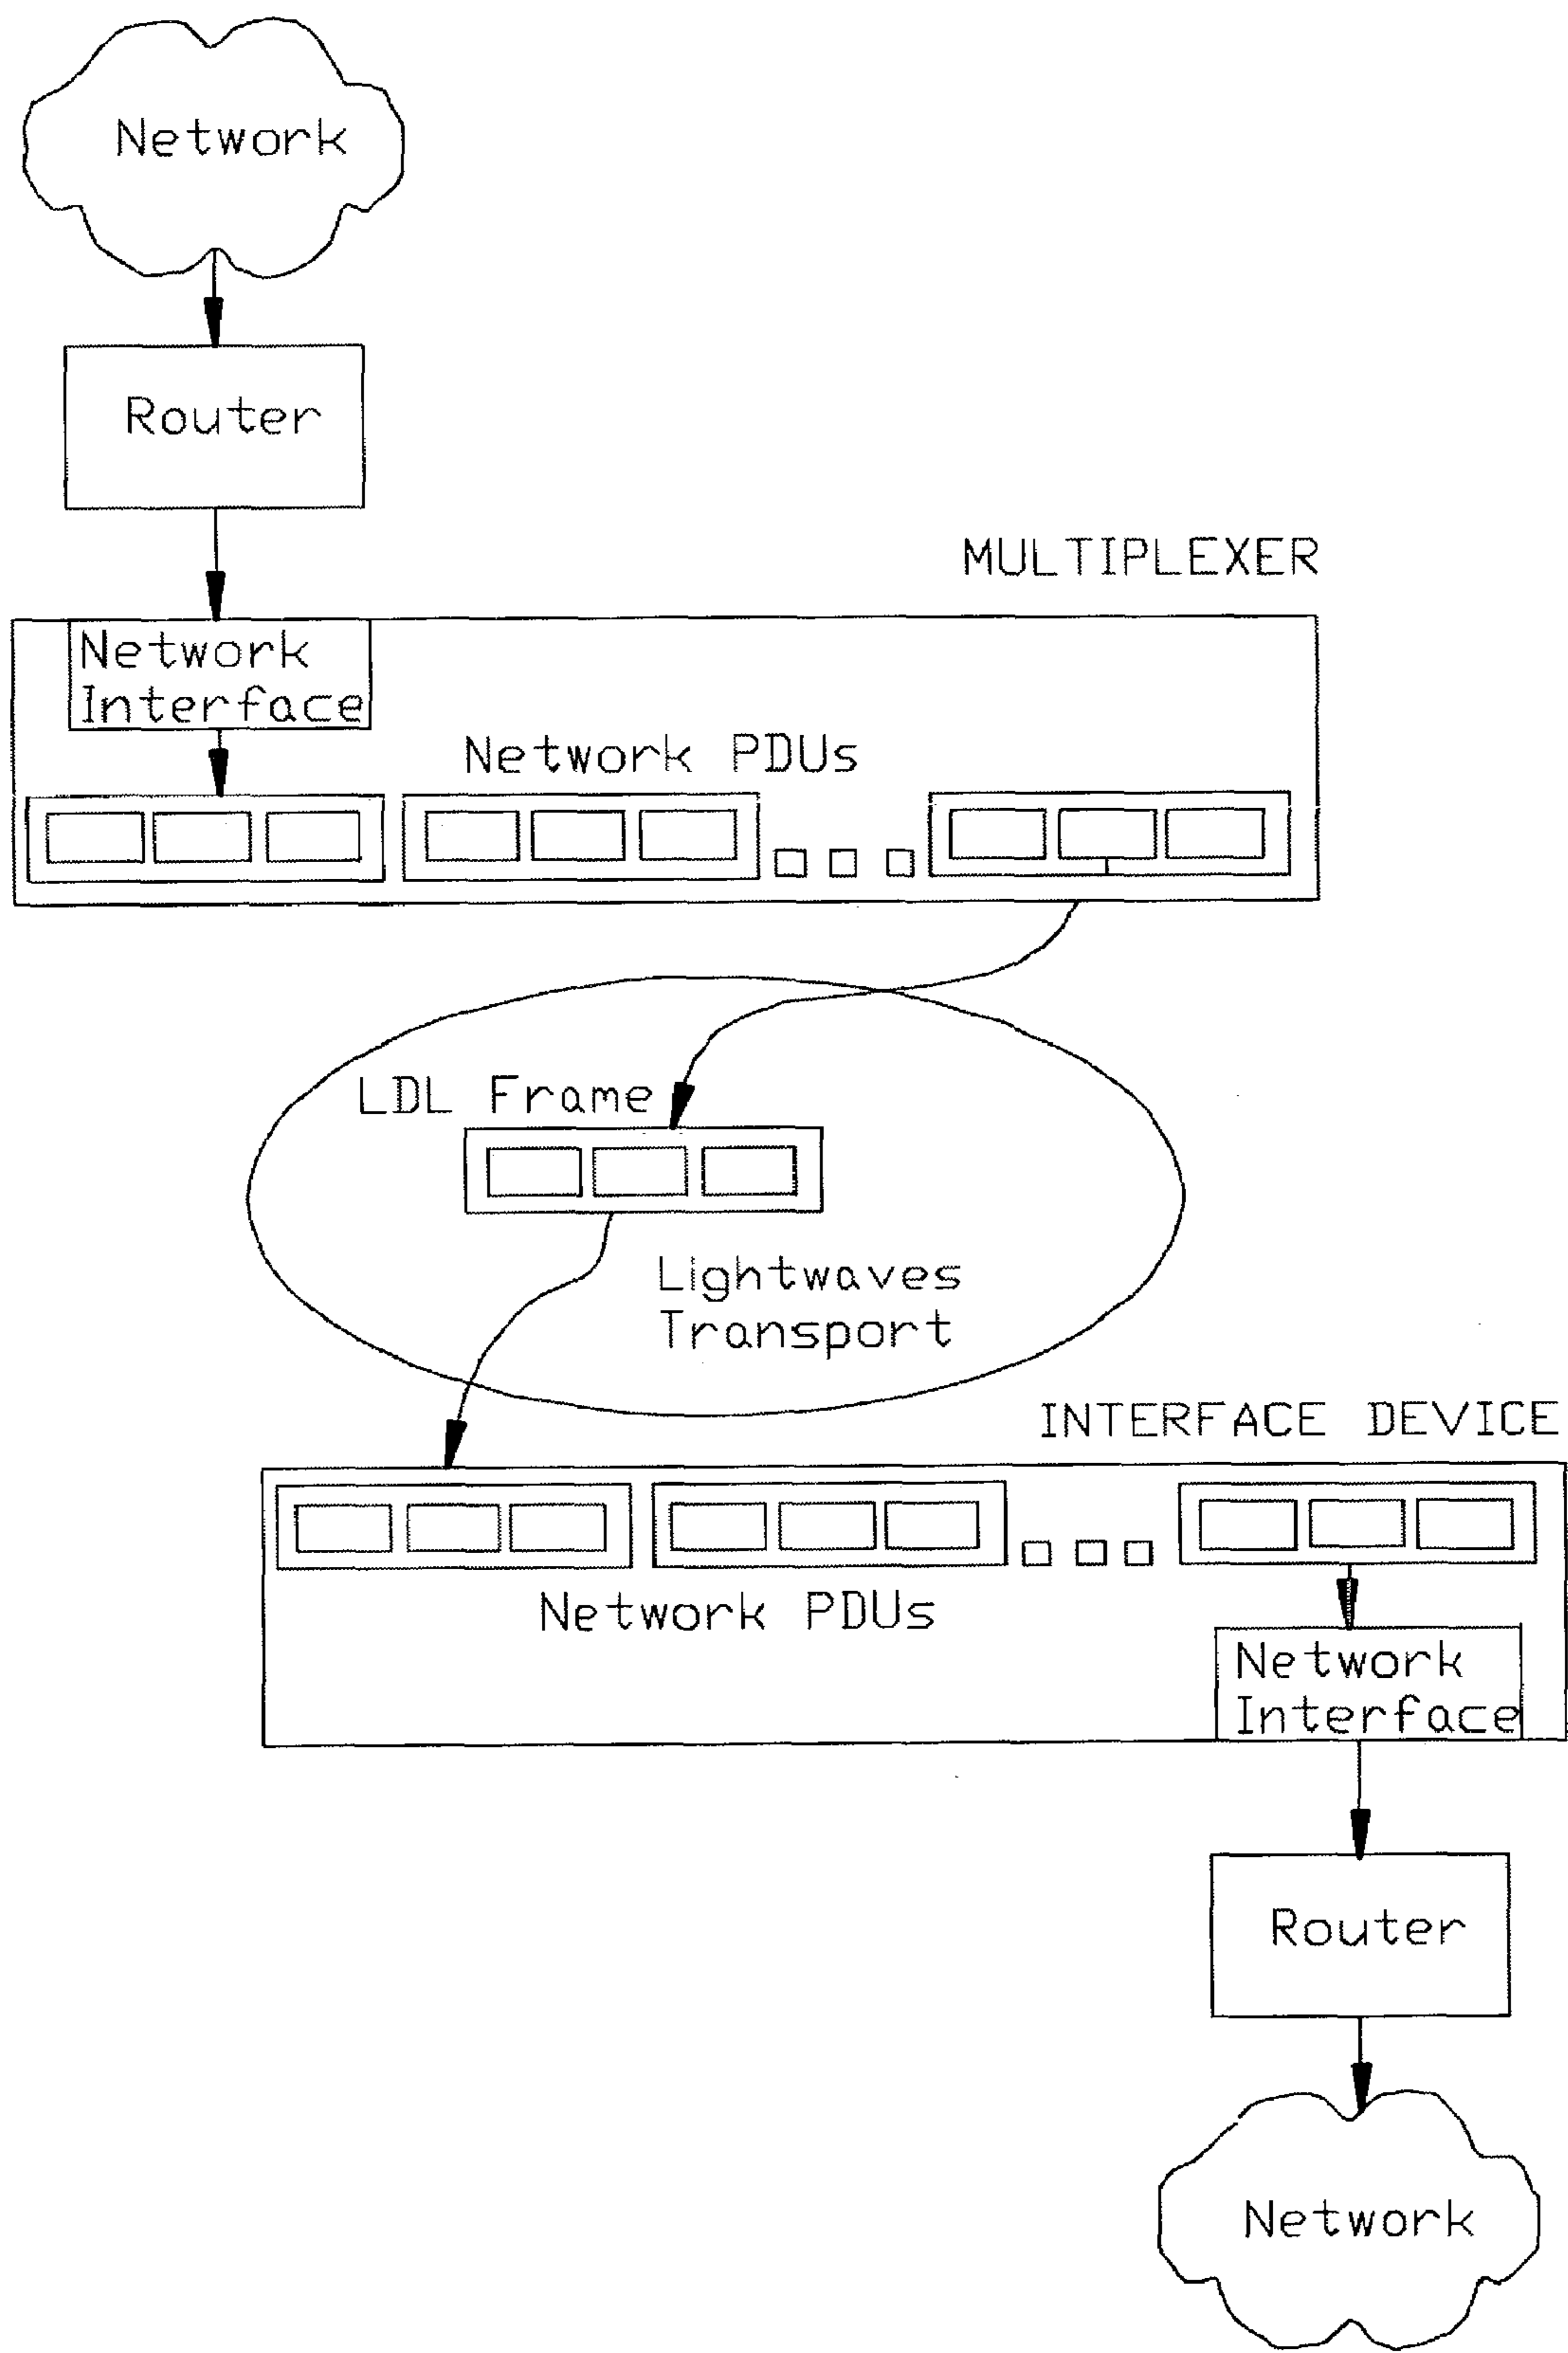 Network
Router
MULTIPLEXER
Network
Interface
Network PDUs
LDL Frame
Lightwaves
Transport
INTERFACE DEVICE
Network PDUs
Network
Interface
Router
Network